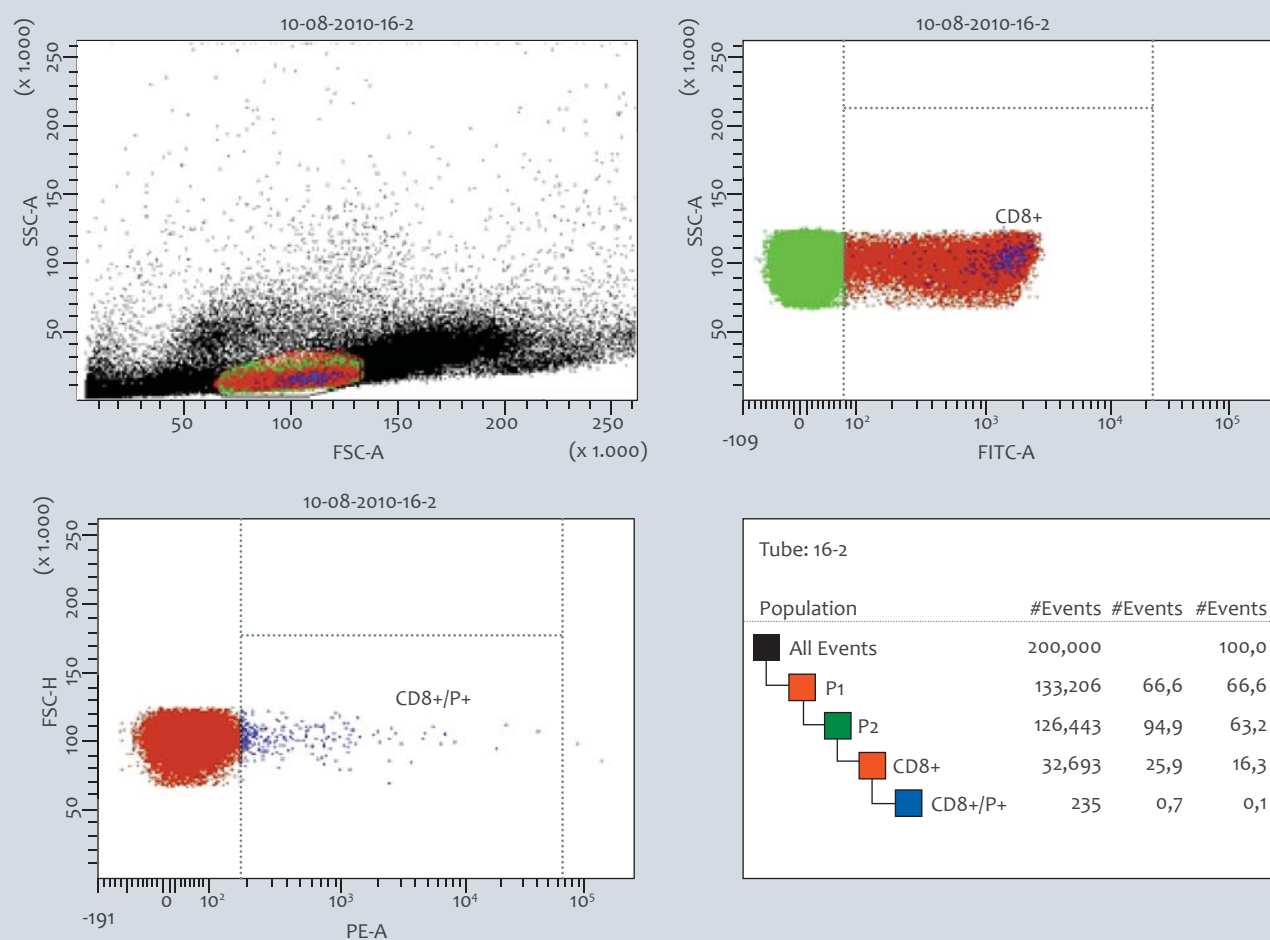 10-08-2010-16-2
(x 1.000)
SSC-A
250
200
150
100
50
50 100 150 200 250
FSC-A (x 1.000)
10-08-2010-16-2
(x 1.000)
SSC-A
250
200
150
100
50
CD8+
-109 0 10² 10³ 10⁴ 10⁵
FITC-A
10-08-2010-16-2
(x 1.000)
FSC-H
250
200
150
100
50
CD8+/P+
-191 0 10² 10³ 10⁴ 10⁵
PE-A
Tube: 16-2
Population #Events #Events #Events
All Events 200,000 100,0
P1 133,206 66,6 66,6
P2 126,443 94,9 63,2
CD8+ 32,693 25,9 16,3
CD8+/P+ 235 0,7 0,1